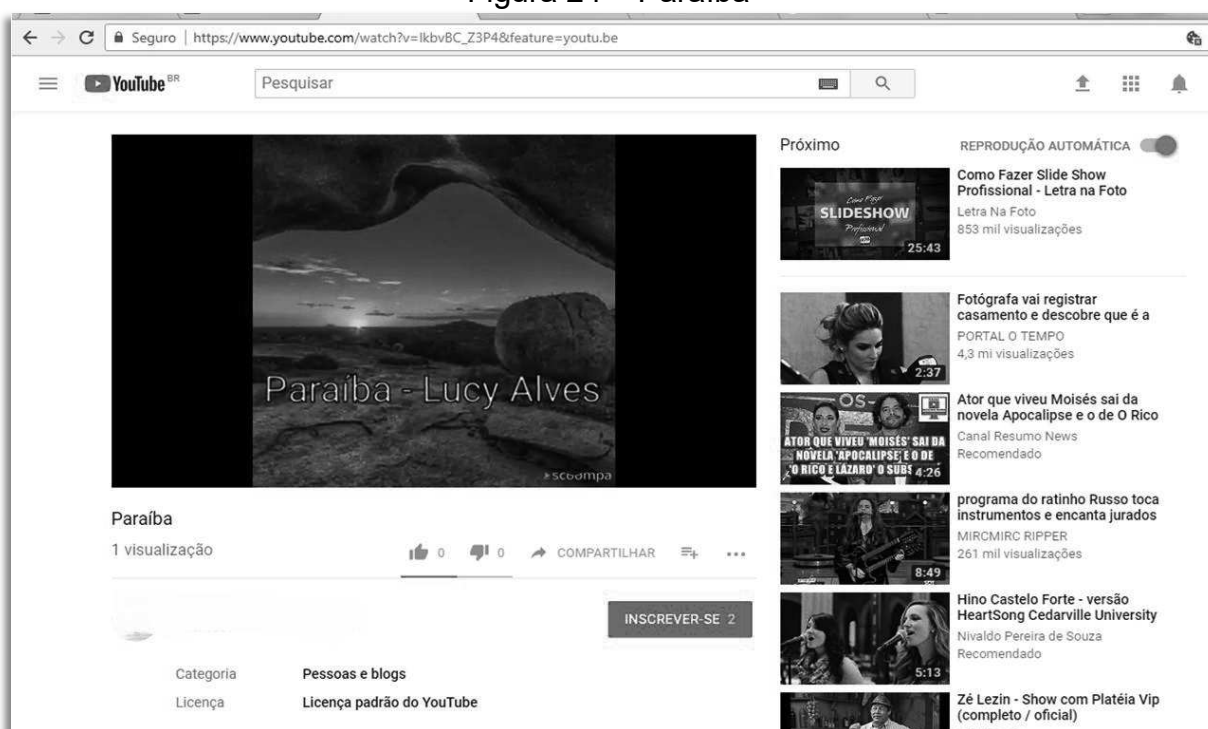 Figura 24 - Paraíba
Seguro | https://www.youtube.com/watch?v=IkbvBC_Z3P4&feature=youtu.be
YouTube BR
Pesquisar
Paraíba - Lucy Alves
scoompa
Paraíba
1 visualização
0
0
COMPARTILHAR
INSCREVER-SE 2
Categoria Pessoas e blogs
Licença Licença padrão do YouTube
Próximo
REPRODUÇÃO AUTOMÁTICA
Como Fazer
SLIDESHOW
Profissional
25:43
Como Fazer Slide Show
Profissional - Letra na Foto
Letra Na Foto
853 mil visualizações
2:37
Fotógrafa vai registrar
casamento e descobre que é a
PORTAL O TEMPO
4,3 mi visualizações
OS
ATOR QUE VIVEU 'MOISÉS' SAI DA
NOVELA 'APOCALIPSE' E O DE
'O RICO E LÁZARO' O SUBS
4:26
Ator que viveu Moisés sai da
novela Apocalipse e o de O Rico
Canal Resumo News
Recomendado
8:49
programa do ratinho Russo toca
instrumentos e encanta jurados
MIRCMIRC RIPPER
261 mil visualizações
5:13
Hino Castelo Forte - versão
HeartSong Cedarville University
Nivaldo Pereira de Souza
Recomendado
Zé Lezin - Show com Platéia Vip
(completo / oficial)